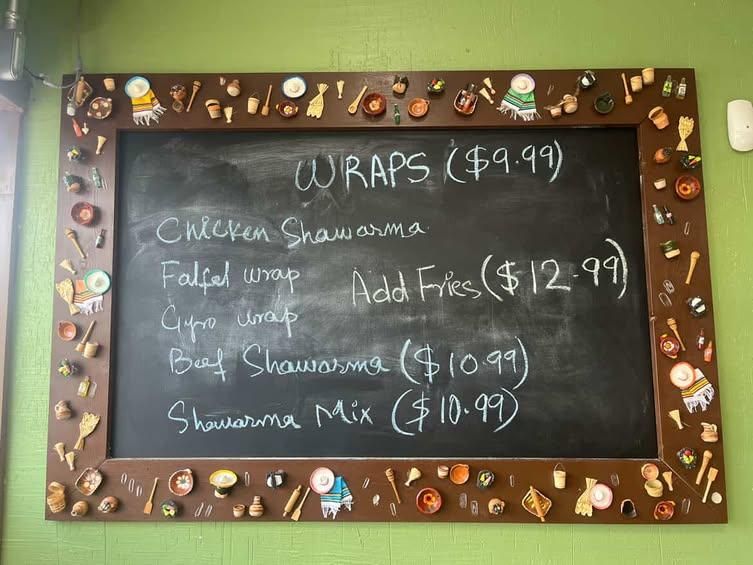 WRAPS ($9.99)
Chicken Shawarma
Falfel wrap
Add Fries ($12.99)
Gyro wrap
Beef Shawarma ($10.99)
Shawarma Mix ($10.99)